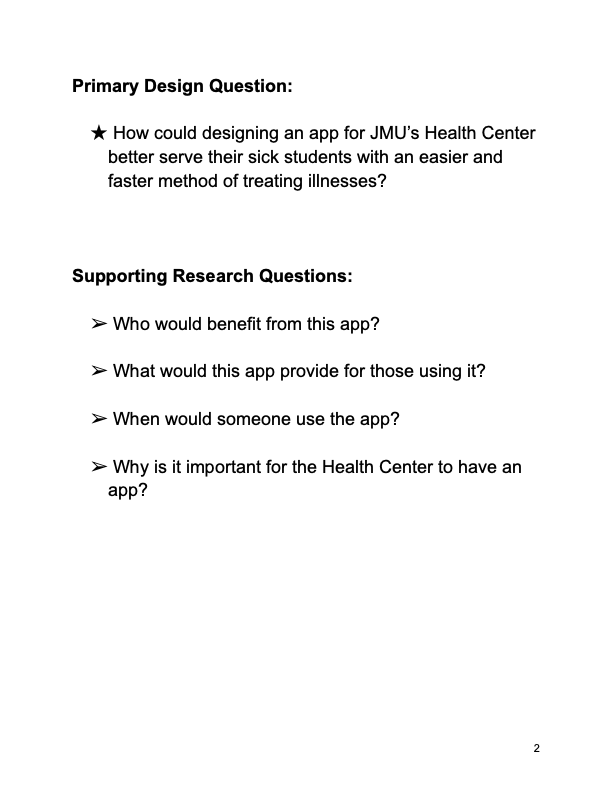 Primary Design Question:
★ How could designing an app for JMU’s Health Center
better serve their sick students with an easier and
faster method of treating illnesses?
Supporting Research Questions:
➢ Who would benefit from this app?
➢ What would this app provide for those using it?
➢ When would someone use the app?
➢ Why is it important for the Health Center to have an
app?
2